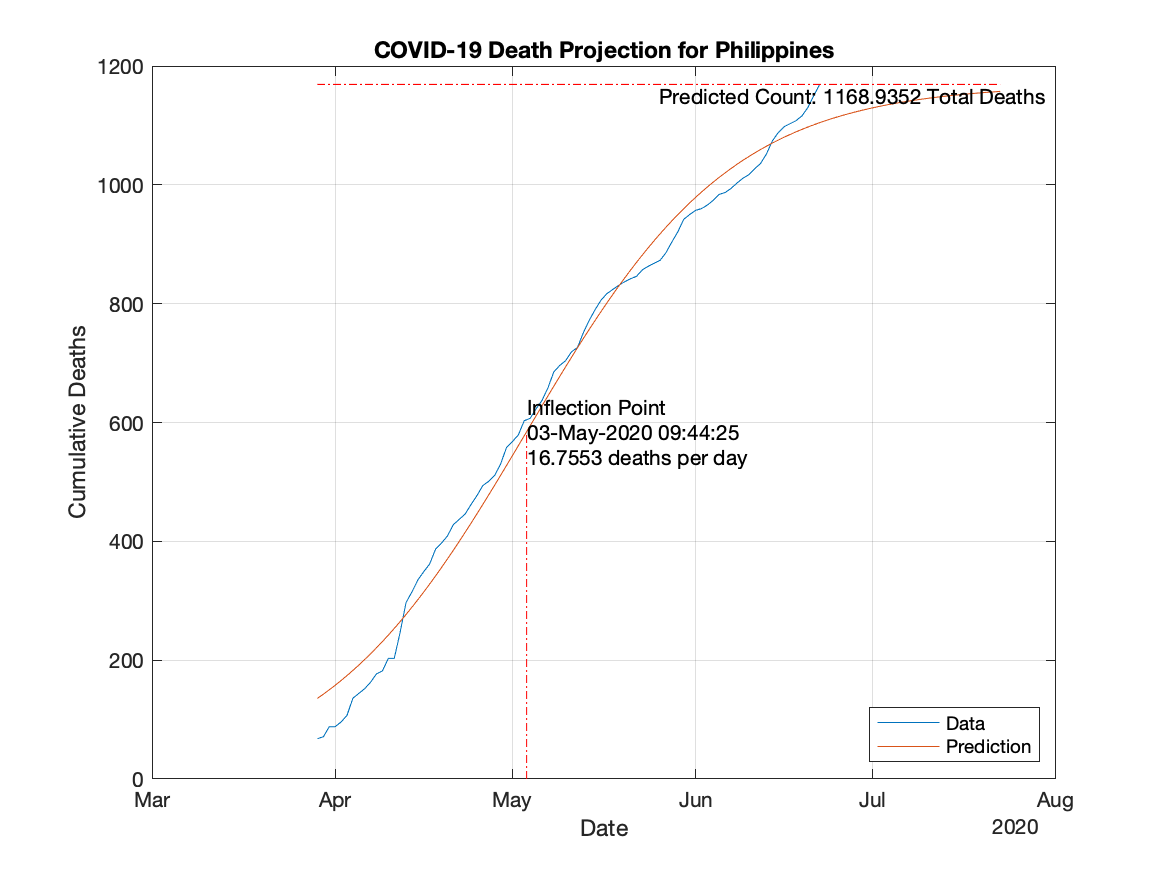 COVID-19 Death Projection for Philippines
1200
Predicted Count: 1168.9352 Total Deaths
1000
800
Cumulative Deaths
600
Inflection Point
03-May-2020 09:44:25
16.7553 deaths per day
400
200
0
Data
Prediction
Mar Apr May Jun Jul Aug
Date
2020